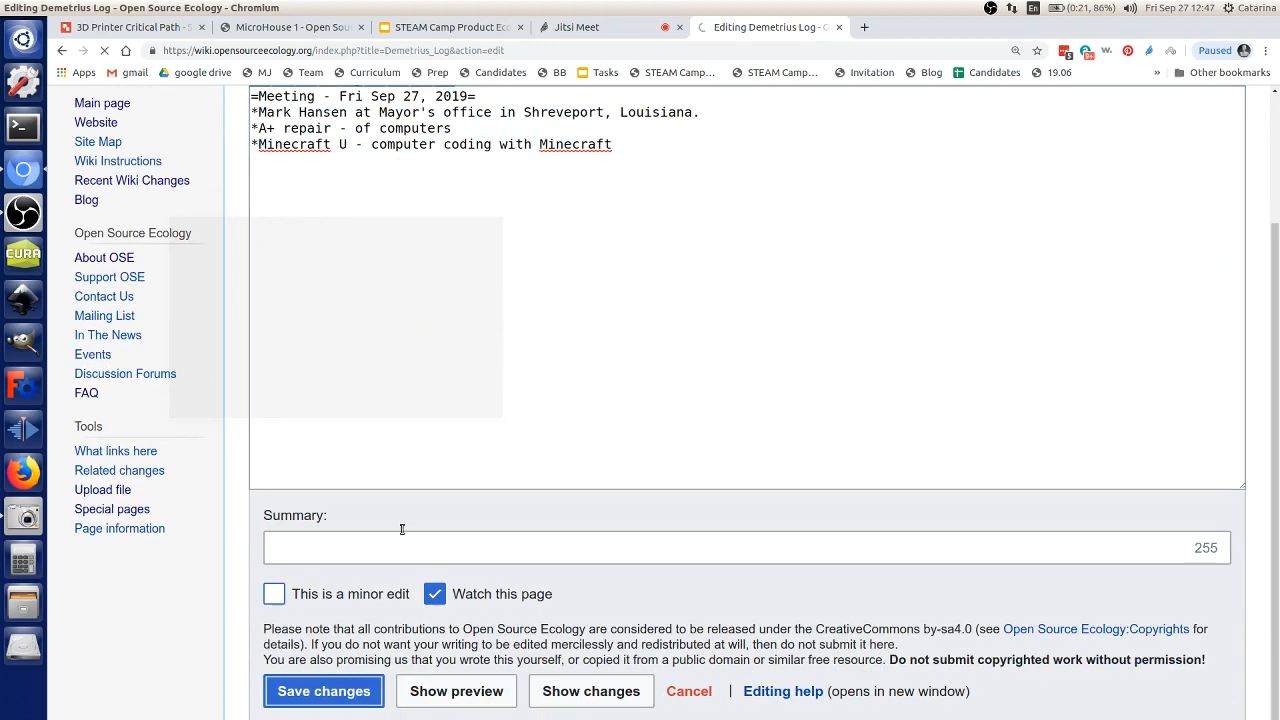 Editing Demetrius Log - Open Source Ecology - Chromium
En (0:21, 86%) Fri Sep 27 12:47 Catarina
3D Printer Critical Path - S × MicroHouse 1 - Open Sou × STEAM Camp Product Eco × Jitsi Meet × Editing Demetrius Log - O ×
https://wiki.opensourceecology.org/index.php?title=Demetrius_Log&action=edit 5 9+ W. Paused
Apps gmail google drive MJ Team Curriculum Prep Candidates BB Tasks STEAM Camp... STEAM Camp... Invitation Blog Candidates 19.06 » Other bookmarks
CURA
Main page
Website
Site Map
Wiki Instructions
Recent Wiki Changes
Blog
Open Source Ecology
About OSE
Support OSE
Contact Us
Mailing List
In The News
Events
Discussion Forums
FAQ
Tools
What links here
Related changes
Upload file
Special pages
Page information
=Meeting - Fri Sep 27, 2019=
*Mark Hansen at Mayor's office in Shreveport, Louisiana.
*A+ repair - of computers
*Minecraft U - computer coding with Minecraft
Summary:
255
This is a minor edit Watch this page
Please note that all contributions to Open Source Ecology are considered to be released under the CreativeCommons by-sa4.0 (see Open Source Ecology:Copyrights for
details). If you do not want your writing to be edited mercilessly and redistributed at will, then do not submit it here.
You are also promising us that you wrote this yourself, or copied it from a public domain or similar free resource. Do not submit copyrighted work without permission!
Save changes Show preview Show changes Cancel | Editing help (opens in new window)